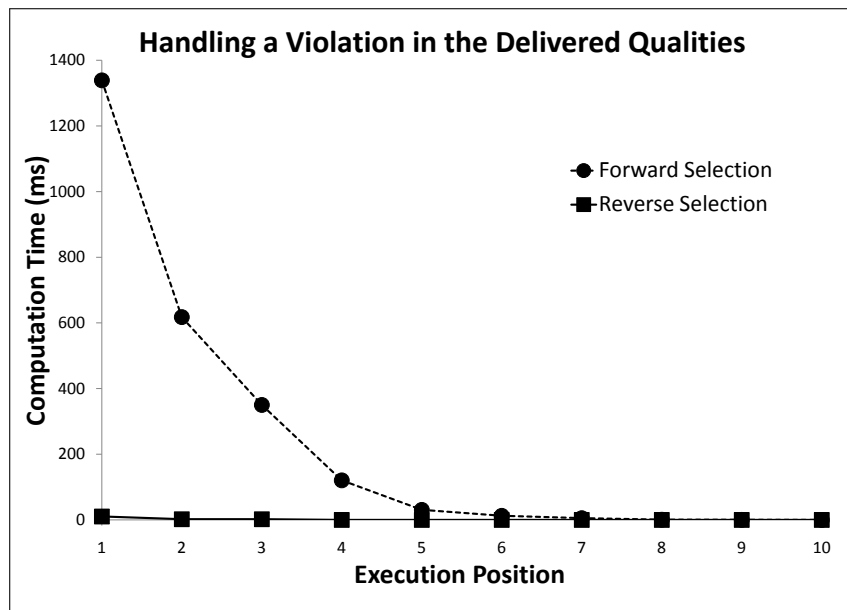 Handling a Violation in the Delivered Qualities
1400
1200
1000
800
600
400
200
0
Computation Time (ms)
Forward Selection
Reverse Selection
1 2 3 4 5 6 7 8 9 10
Execution Position